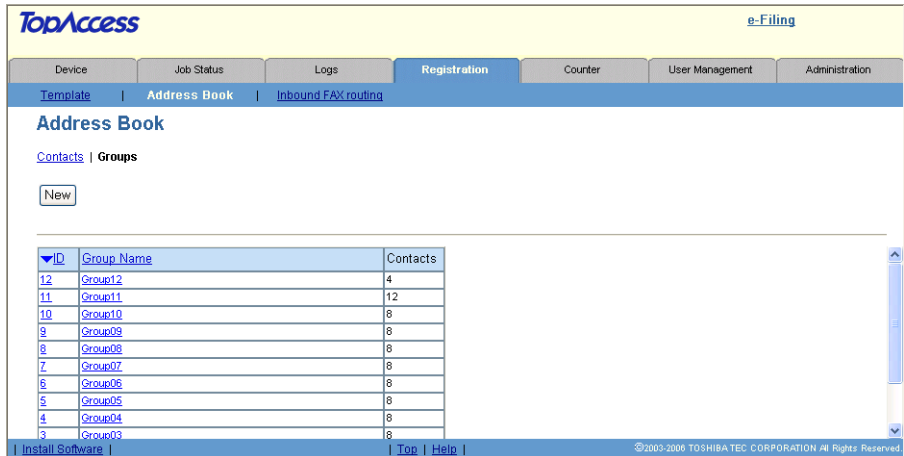 TopAccess
e-Filing
Device Job Status Logs Registration Counter User Management Administration
Template | Address Book | Inbound FAX routing
Address Book
Contacts | Groups
New
ID Group Name Contacts
12 Group12 4
11 Group11 12
10 Group10 8
9 Group09 8
8 Group08 8
7 Group07 8
6 Group06 8
5 Group05 8
4 Group04 8
3 Group03 8
| Install Software | | Top | Help | ©2003-2006 TOSHIBA TEC CORPORATION All Rights Reserved.